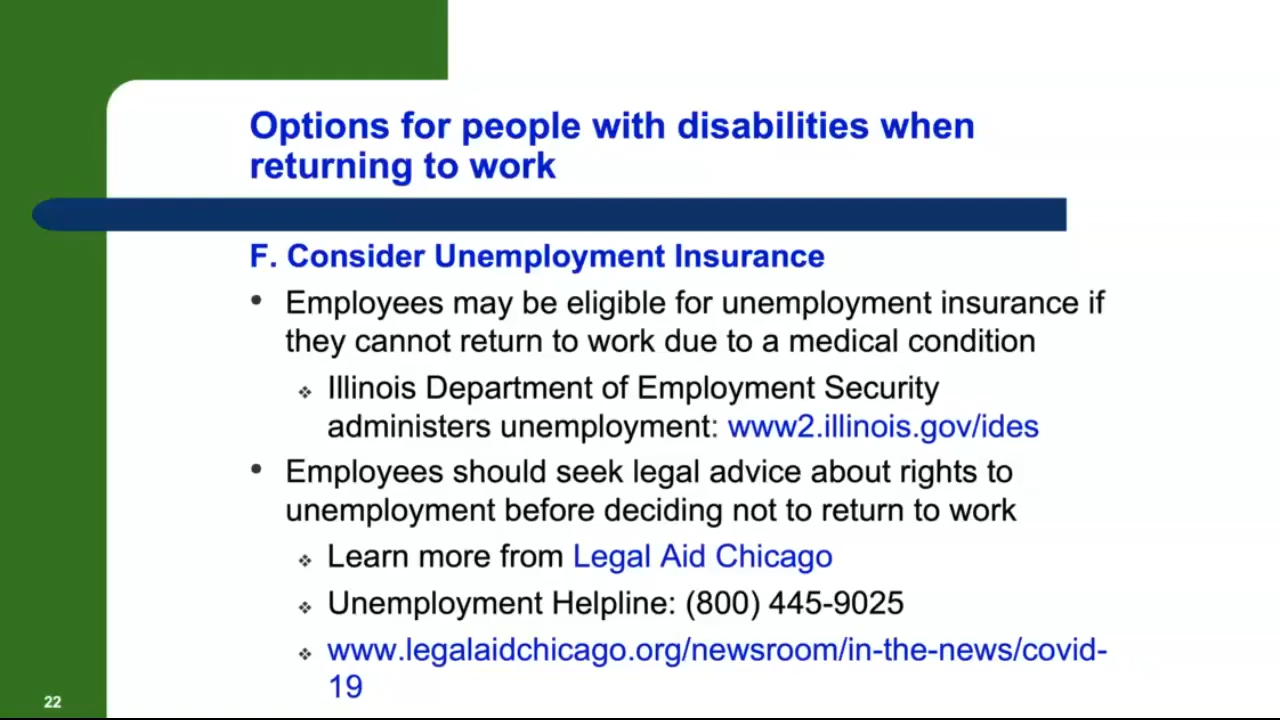 Options for people with disabilities when
returning to work
F. Consider Unemployment Insurance
• Employees may be eligible for unemployment insurance if
they cannot return to work due to a medical condition
❖ Illinois Department of Employment Security
administers unemployment: www2.illinois.gov/ides
• Employees should seek legal advice about rights to
unemployment before deciding not to return to work
❖ Learn more from Legal Aid Chicago
❖ Unemployment Helpline: (800) 445-9025
❖ www.legalaidchicago.org/newsroom/in-the-news/covid-
19
22